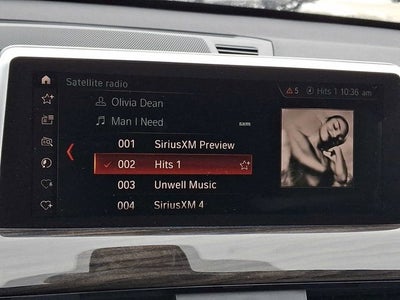 Satellite radio
5 Hits 1 10:36 am
Olivia Dean
Man I Need
001 SiriusXM Preview
002 Hits 1
003 Unwell Music
004 SiriusXM 4